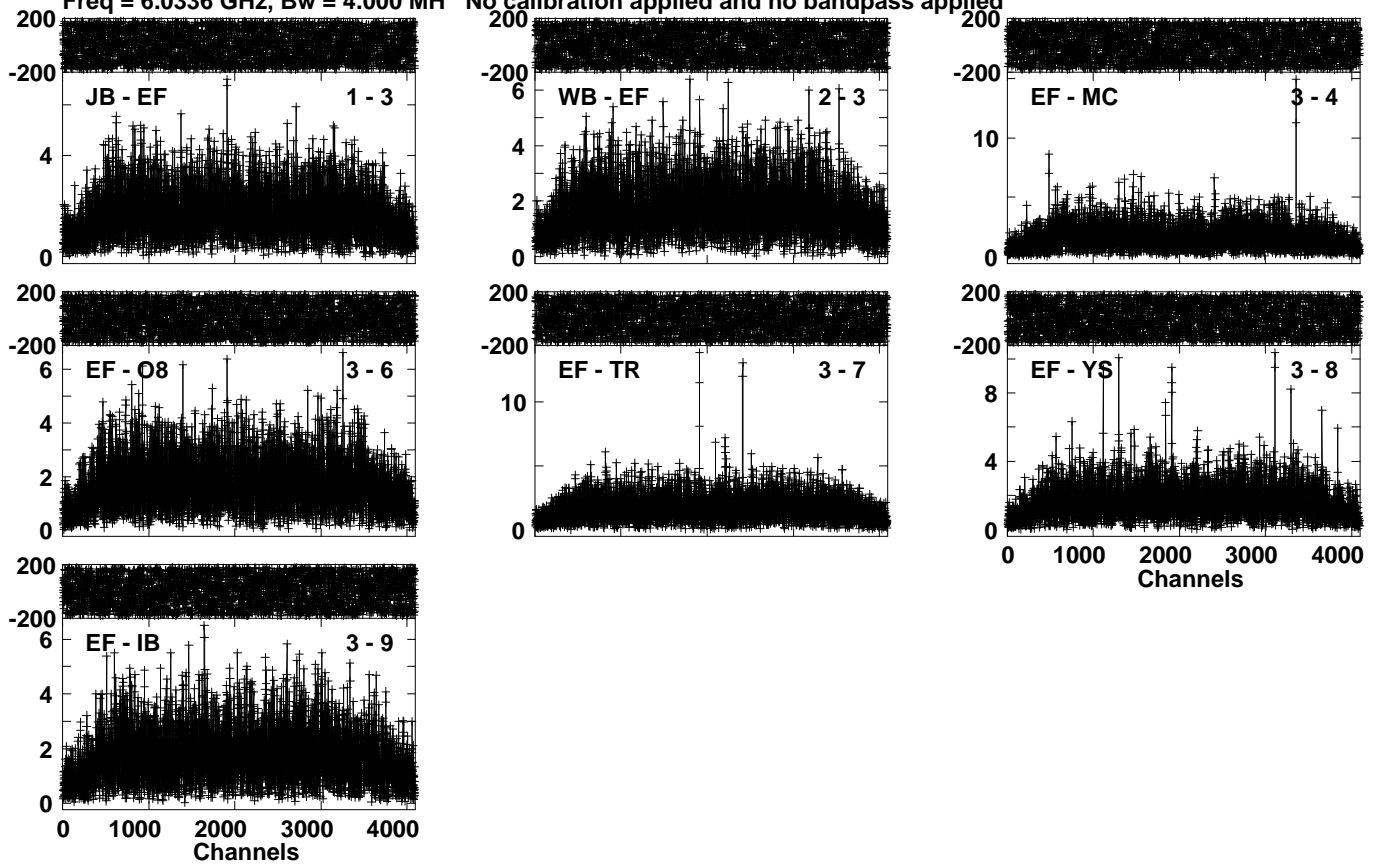 Freq = 6.0336 GHz, Bw = 4.000 MH No calibration applied and no bandpass applied
200 200 200
-200 -200 -200
JB - EF 1 - 3 WB - EF 2 - 3 EF - MC 3 - 4
4 0
6 4 2 0
10 0
200 200 200
-200 -200 -200
EF - O8 3 - 6 EF - TR 3 - 7 EF - YS 3 - 8
6 4 2 0
10 0
8 4 0
0 1000 2000 3000 4000
Channels
200
-200
EF - IB 3 - 9
6 4 2 0
0 1000 2000 3000 4000
Channels